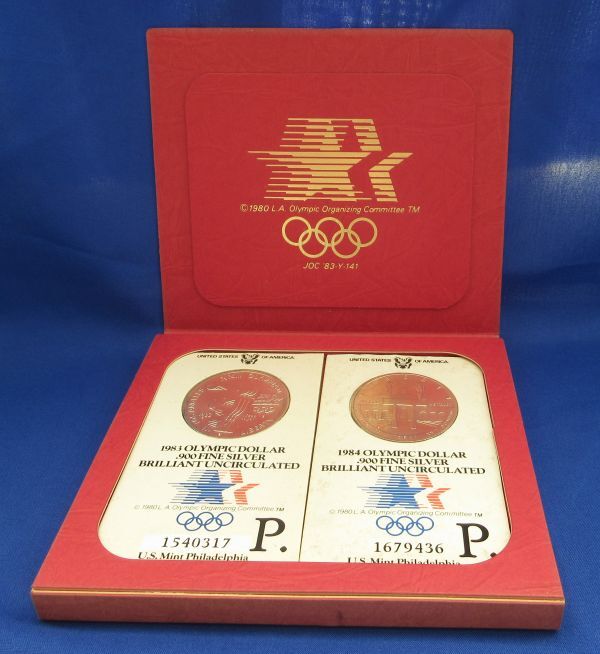 ©1980 L.A. Olympic Organizing Committee TM
JOC '83-Y-141
UNITED STATES OF AMERICA
1983 OLYMPIC DOLLAR
.900 FINE SILVER
BRILLIANT UNCIRCULATED
©1980 L.A. Olympic Organizing Committee TM
1540317 P.
U.S. Mint Philadelphia
UNITED STATES OF AMERICA
1984 OLYMPIC DOLLAR
.900 FINE SILVER
BRILLIANT UNCIRCULATED
©1980 L.A. Olympic Organizing Committee TM
1679436 P.
U.S. Mint Philadelphia